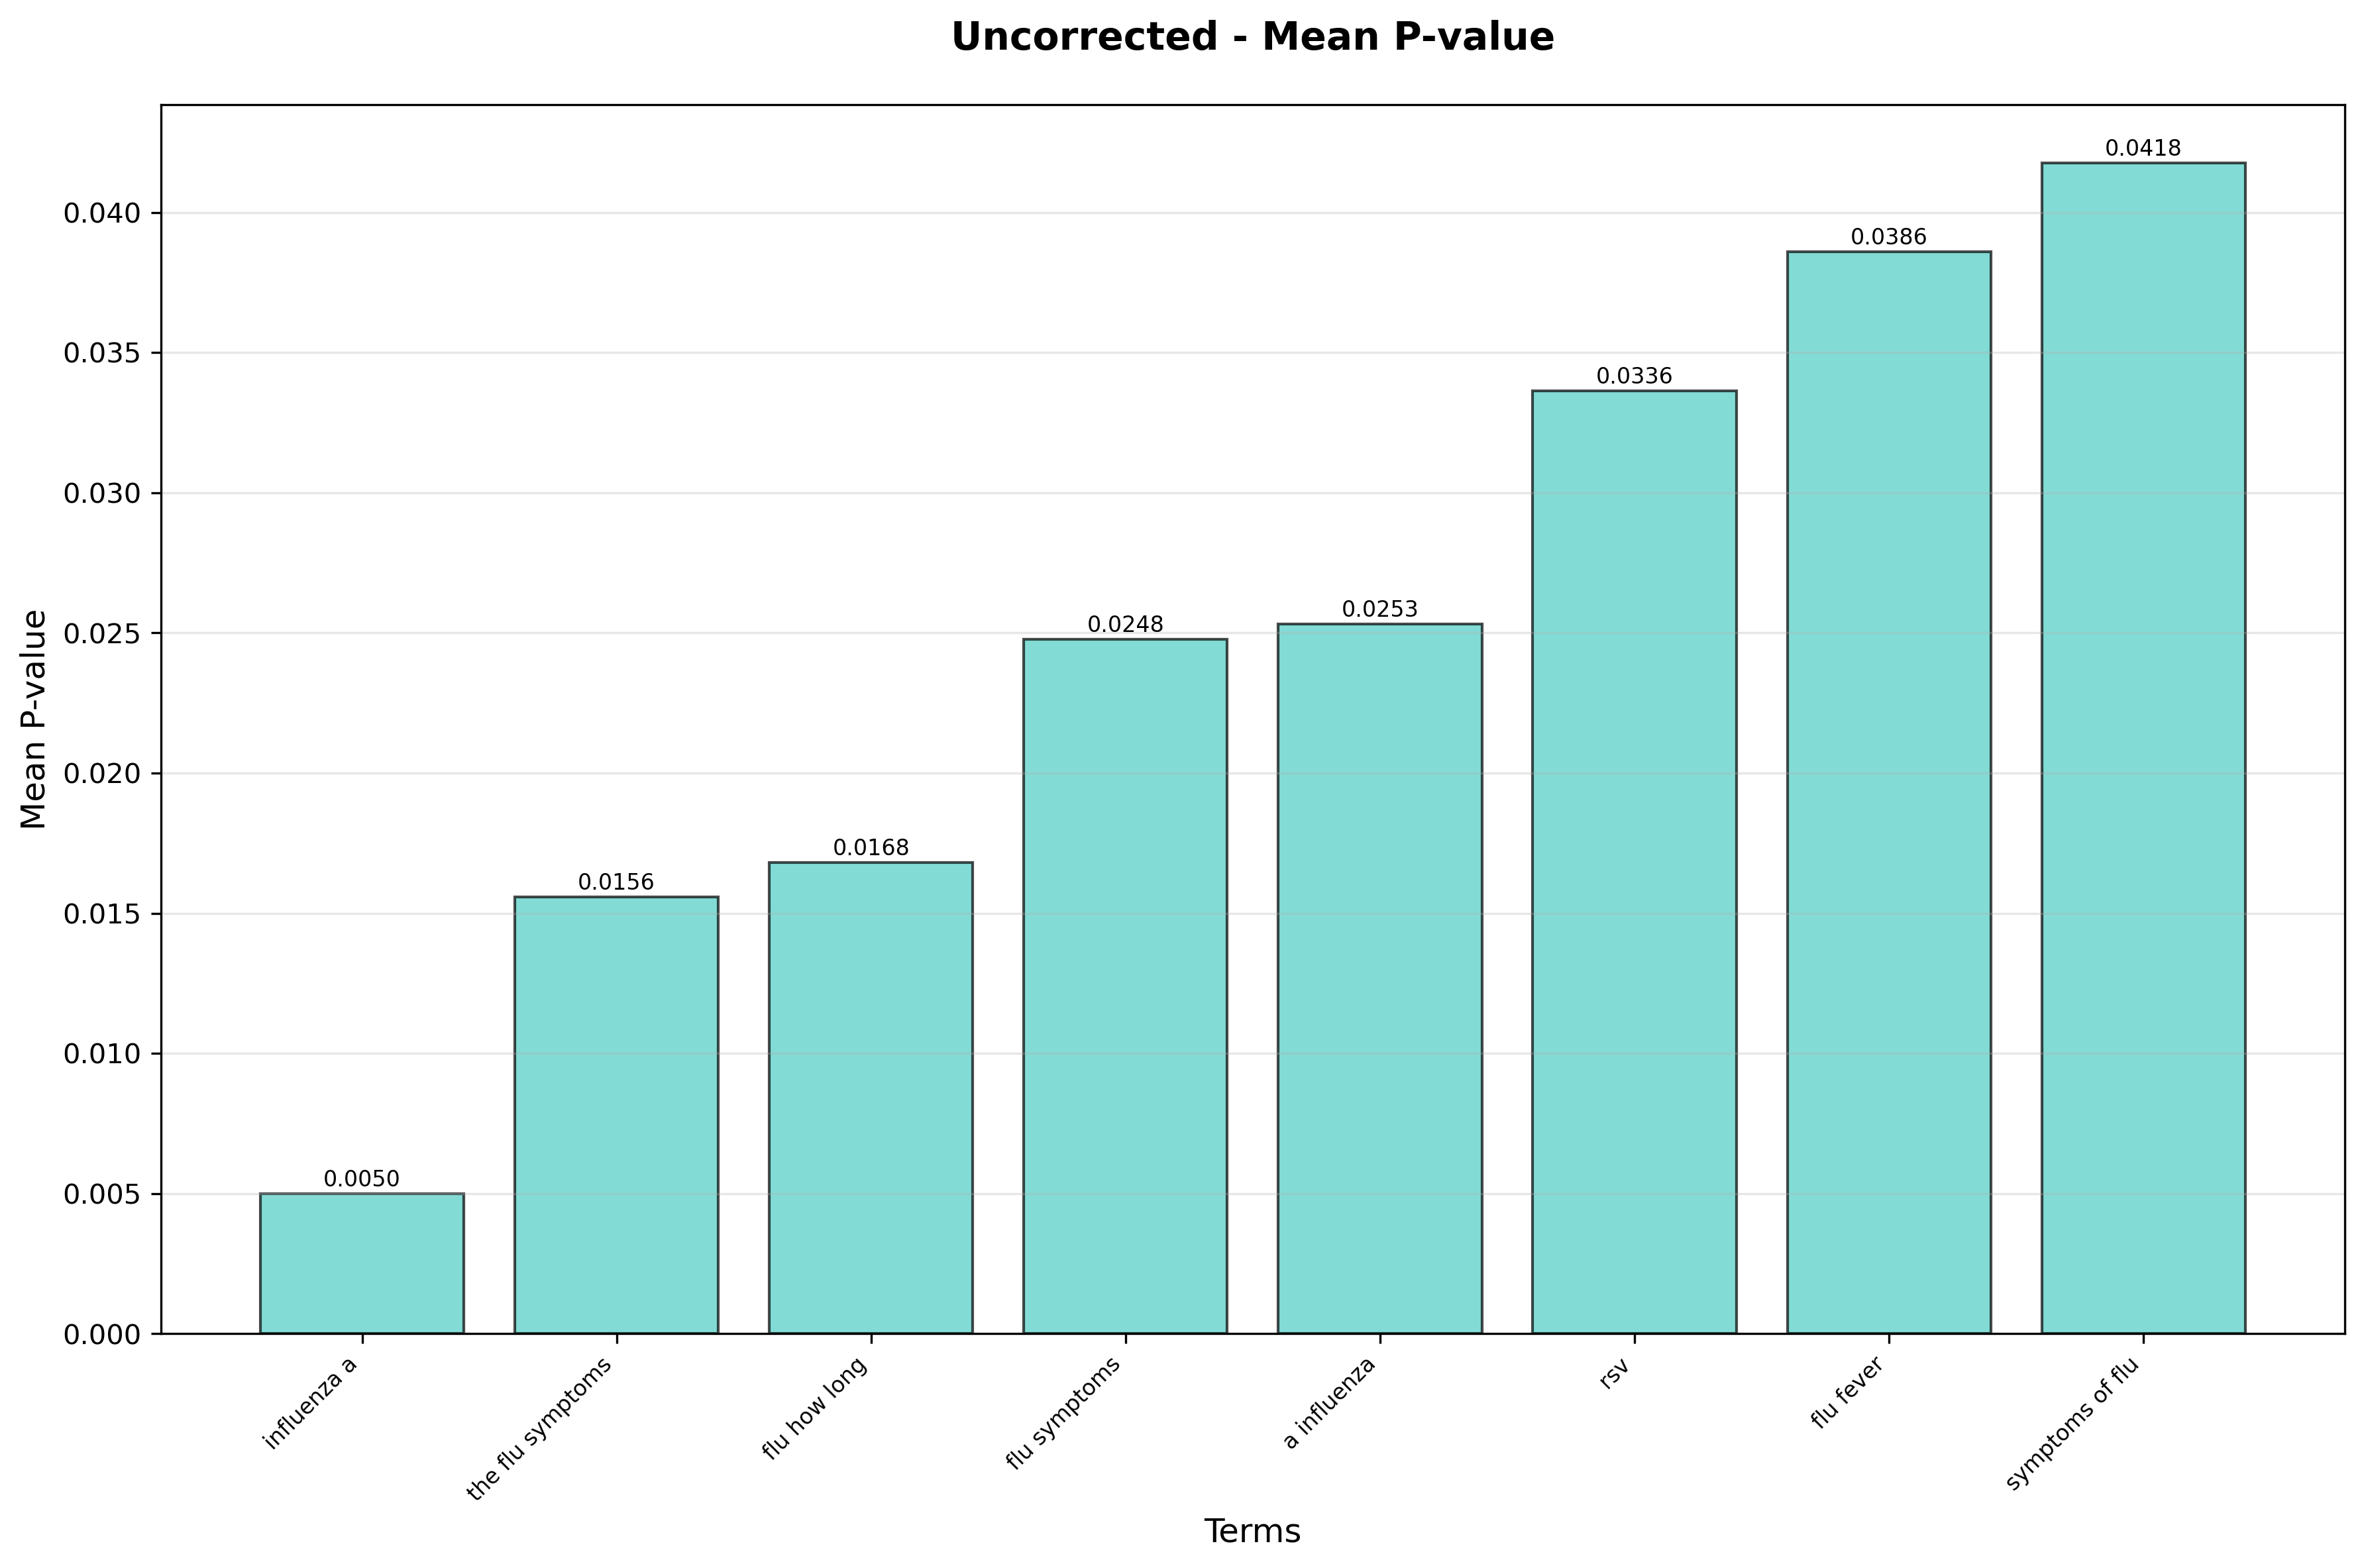 Uncorrected - Mean P-value
Mean P-value
0.040
0.035
0.030
0.025
0.020
0.015
0.010
0.005
0.000
0.0050
0.0156
0.0168
0.0248
0.0253
0.0336
0.0386
0.0418
influenza a
the flu symptoms
flu how long
flu symptoms
a influenza
rsv
flu fever
symptoms of flu
Terms